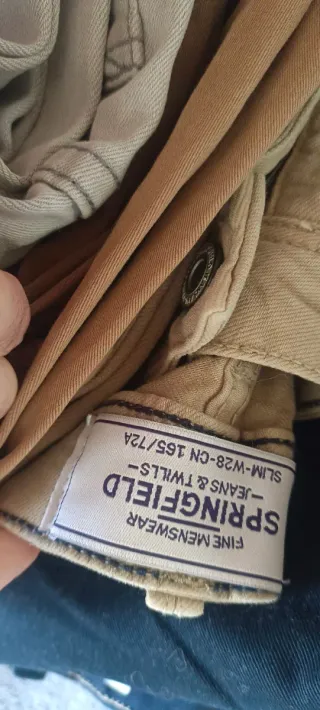 FINE MENSWEAR
SPRINGFIELD
–JEANS & TWILLS–
SLIM-W28-CN 165/72A